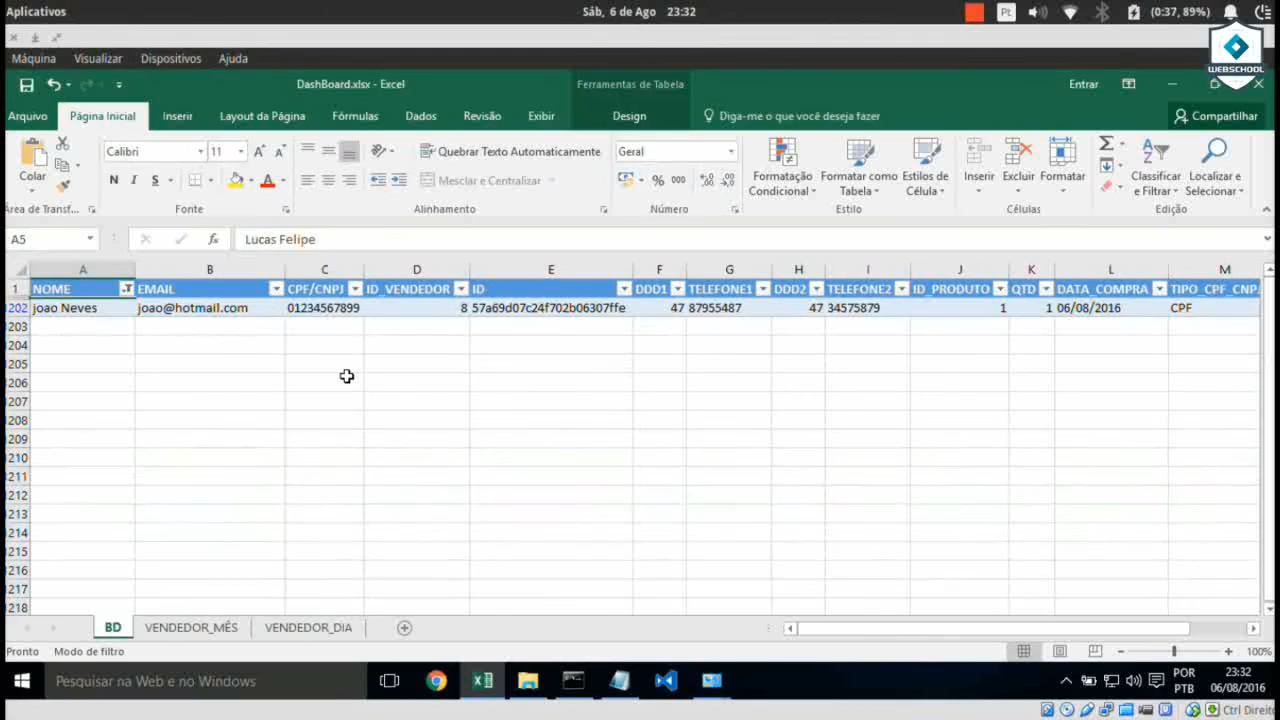 Aplicativos
Sáb, 6 de Ago 23:32
Pt
(0:37, 89%)
WEBSCHOOL
Máquina Visualizar Dispositivos Ajuda
DashBoard.xlsx - Excel
Ferramentas de Tabela
Entrar
Arquivo Página Inicial Inserir Layout da Página Fórmulas Dados Revisão Exibir Design Diga-me o que você deseja fazer Compartilhar
Calibri 11 Quebrar Texto Automaticamente Geral
Colar N I S Mesclar e Centralizar % 000
Formatação Condicional
Formatar como Tabela
Estilos de Célula
Inserir Excluir Formatar
Classificar e Filtrar
Localizar e Selecionar
Área de Transf... Fonte Alinhamento Número Estilo Células Edição
A5 fx Lucas Felipe
A B C D E F G H I J K L M
1 NOME EMAIL CPF/CNPJ ID_VENDEDOR ID DDD1 TELEFONE1 DDD2 TELEFONE2 ID_PRODUTO QTD DATA_COMPRA TIPO_CPF_CNPJ
202 joao Neves joao@hotmail.com 01234567899 8 57a69d07c24f702b06307ffe 47 87955487 47 34575879 1 1 06/08/2016 CPF
203
204
205
206
207
208
209
210
211
212
213
214
215
216
217
218
BD VENDEDOR_MÊS VENDEDOR_DIA
Pronto Modo de filtro 100%
Pesquisar na Web e no Windows
POR
PTB
23:32
06/08/2016
Ctrl Direito